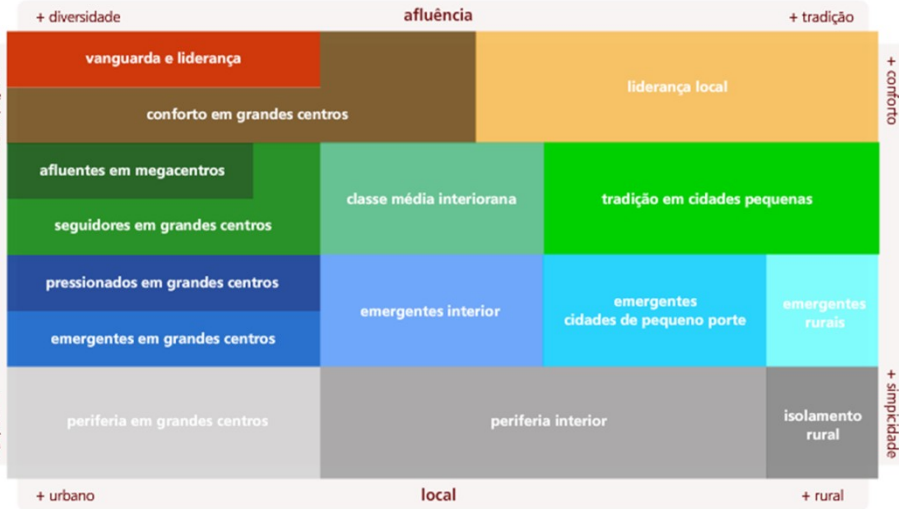 + diversidade
afluência
+ tradição
vanguarda e liderança
conforto em grandes centros
liderança local
+ conforto
afluentes em megacentros
seguidores em grandes centros
classe média interiorana
tradição em cidades pequenas
pressionados em grandes centros
emergentes em grandes centros
emergentes interior
emergentes
cidades de pequeno porte
emergentes
rurais
periferia em grandes centros
periferia interior
isolamento
rural
+ simpicidade
+ urbano
local
+ rural